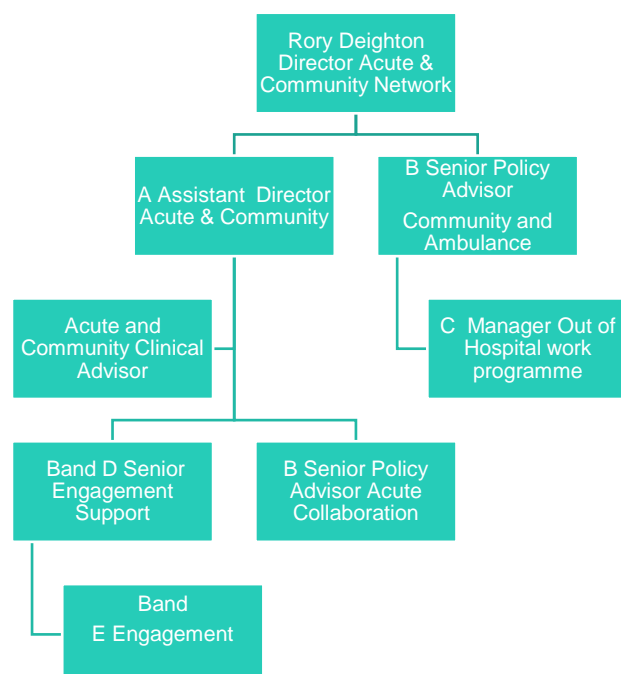 Rory Deighton
Director Acute &
Community Network
A Assistant Director
Acute & Community
B Senior Policy
Advisor
Community and
Ambulance
Acute and
Community Clinical
Advisor
C Manager Out of
Hospital work
programme
Band D Senior
Engagement
Support
B Senior Policy
Advisor Acute
Collaboration
Band
E Engagement